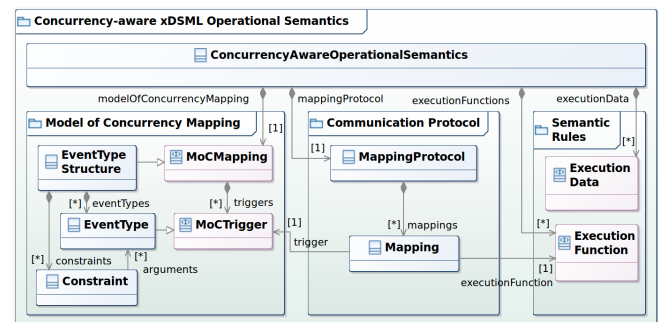 Concurrency-aware xDSML Operational Semantics
ConcurrencyAwareOperationalSemantics
modelOfConcurrencyMapping
mappingProtocol
executionFunctions
executionData
Model of Concurrency Mapping
[1]
Communication Protocol
Semantic
Rules
[*]
EventType
Structure
MoCMapping
[1]
MappingProtocol
Execution
Data
[*]
eventTypes
[*]
triggers
EventType
MoCTrigger
[1]
trigger
[*]
mappings
[*]
Execution
Function
Mapping
[*]
constraints
[*]
arguments
[1]
executionFunction
Constraint